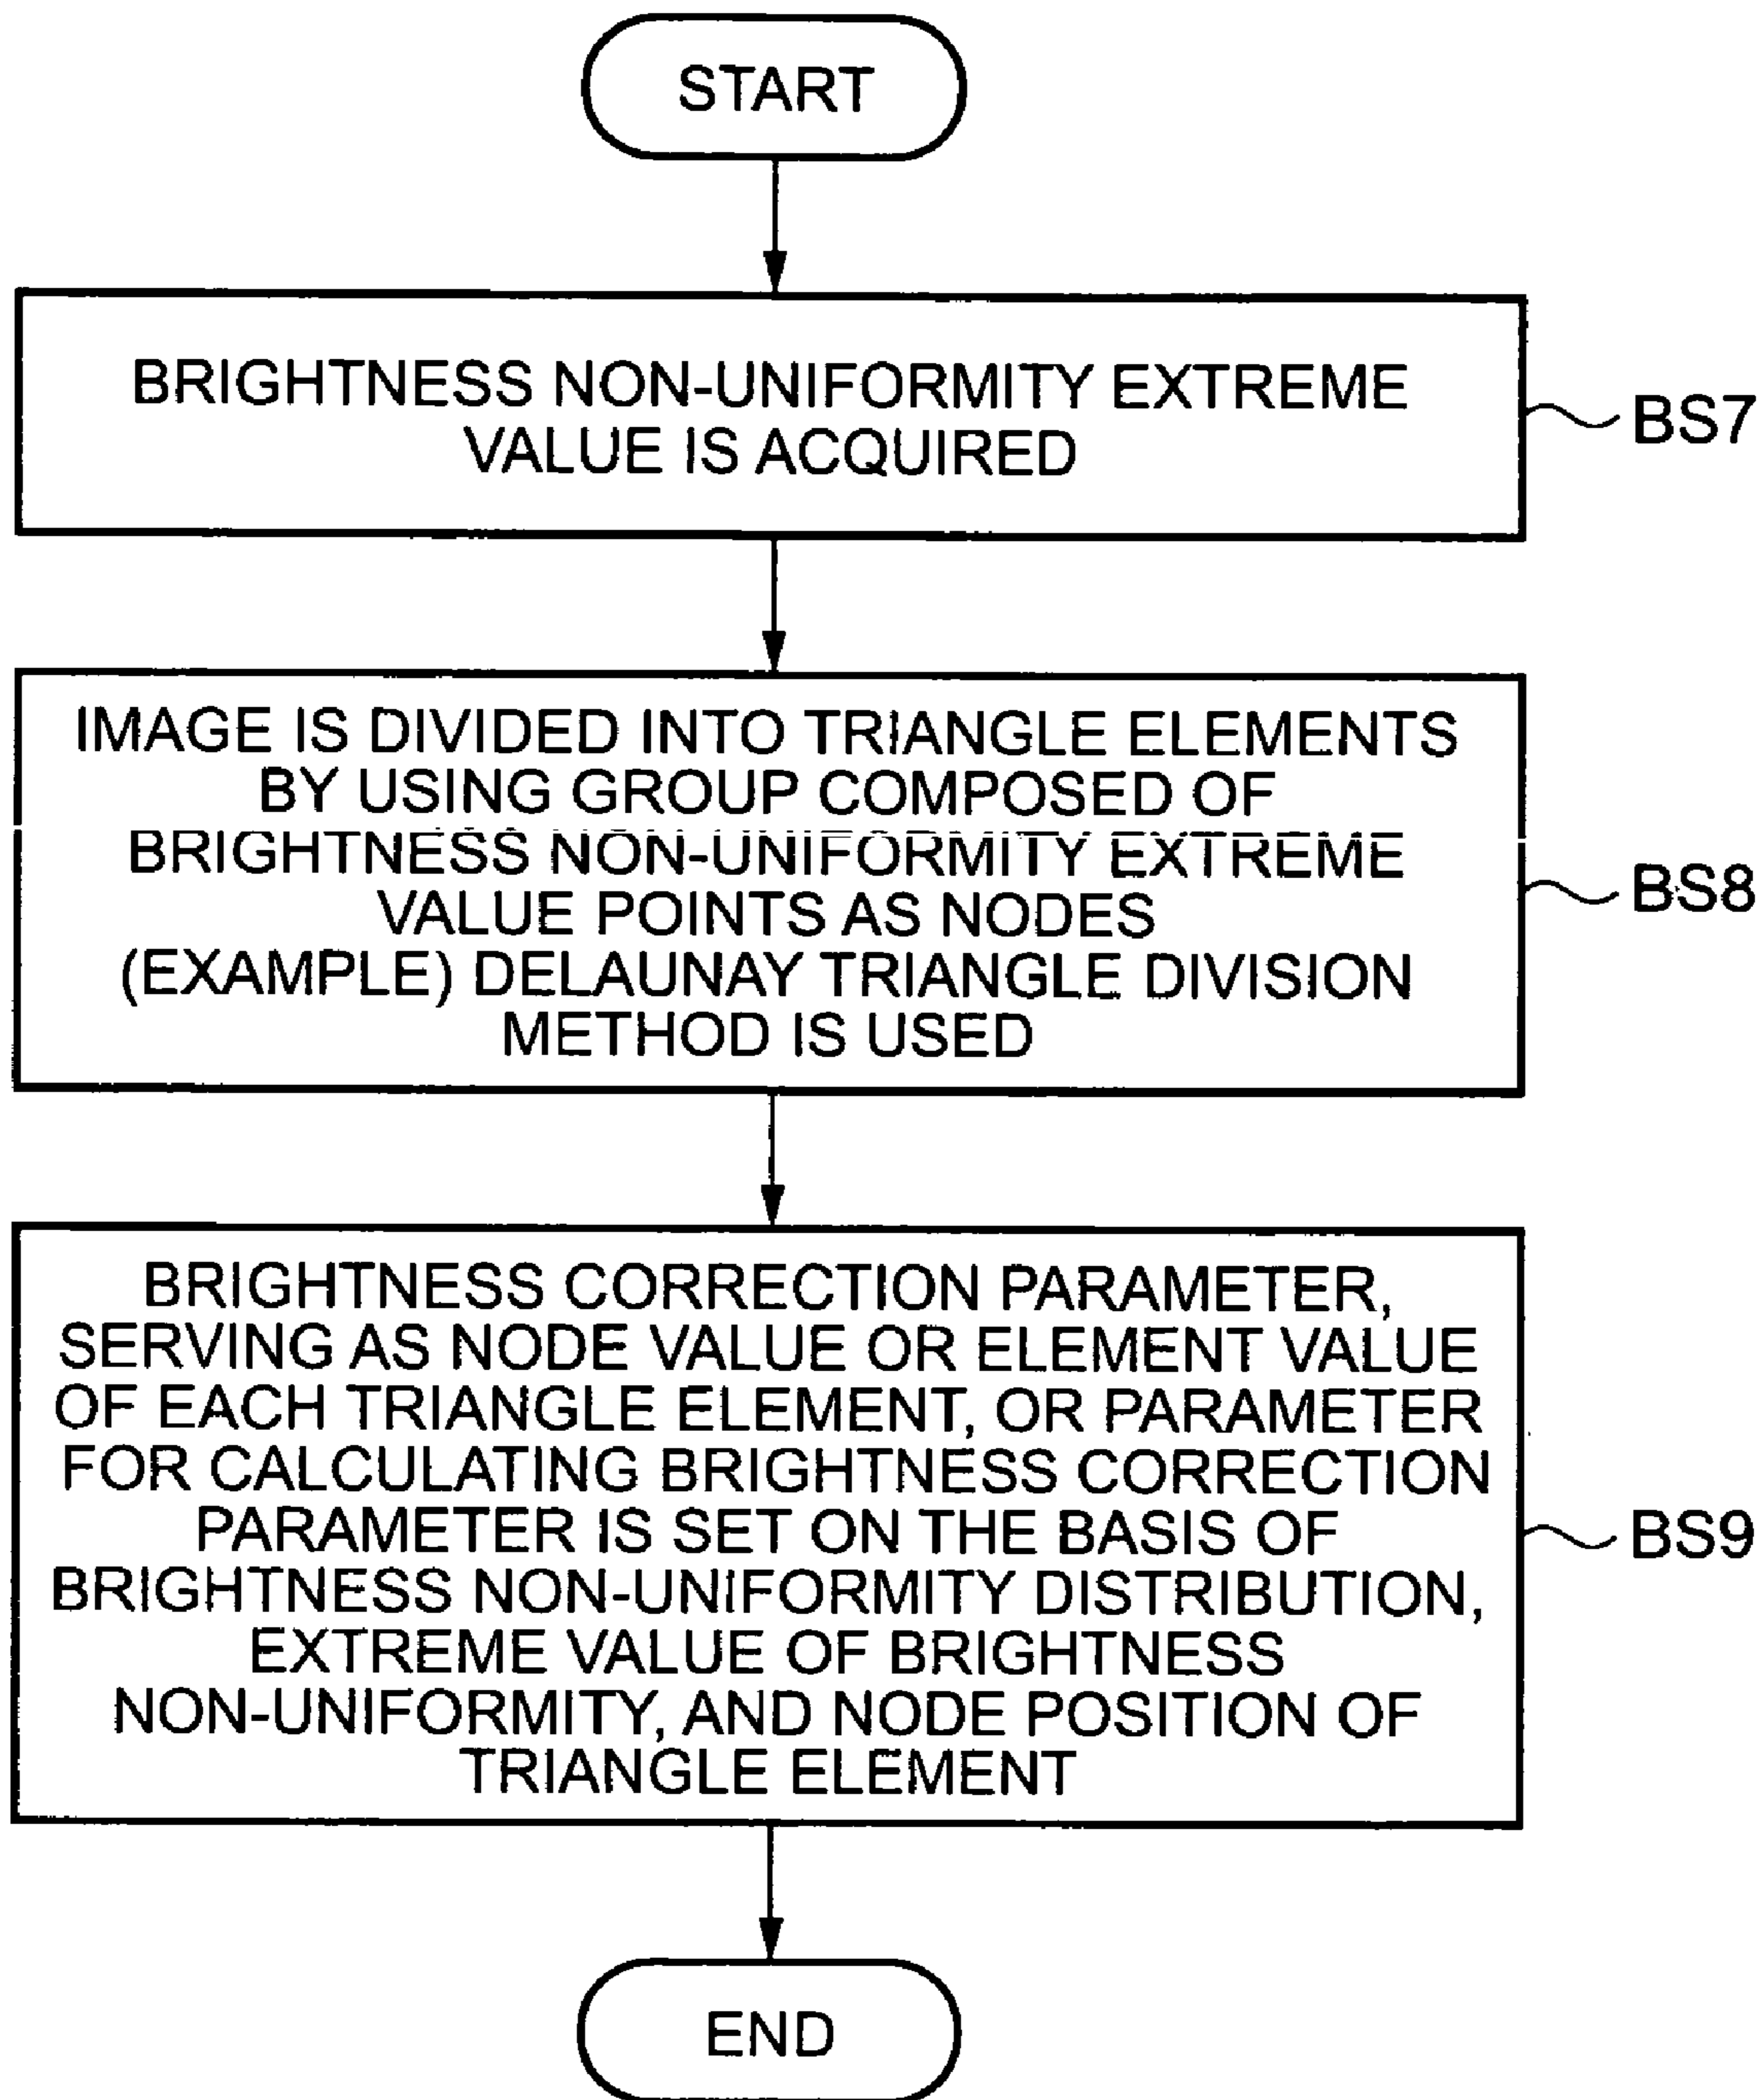 START
BRIGHTNESS NON-UNIFORMITY EXTREME
VALUE IS ACQUIRED
BS7
IMAGE IS DIVIDED INTO TRIANGLE ELEMENTS
BY USING GROUP COMPOSED OF
BRIGHTNESS NON-UNIFORMITY EXTREME
VALUE POINTS AS NODES
(EXAMPLE) DELAUNAY TRIANGLE DIVISION
METHOD IS USED
BS8
BRIGHTNESS CORRECTION PARAMETER,
SERVING AS NODE VALUE OR ELEMENT VALUE
OF EACH TRIANGLE ELEMENT, OR PARAMETER
FOR CALCULATING BRIGHTNESS CORRECTION
PARAMETER IS SET ON THE BASIS OF
BRIGHTNESS NON-UNIFORMITY DISTRIBUTION,
EXTREME VALUE OF BRIGHTNESS
NON-UNIFORMITY, AND NODE POSITION OF
TRIANGLE ELEMENT
BS9
END